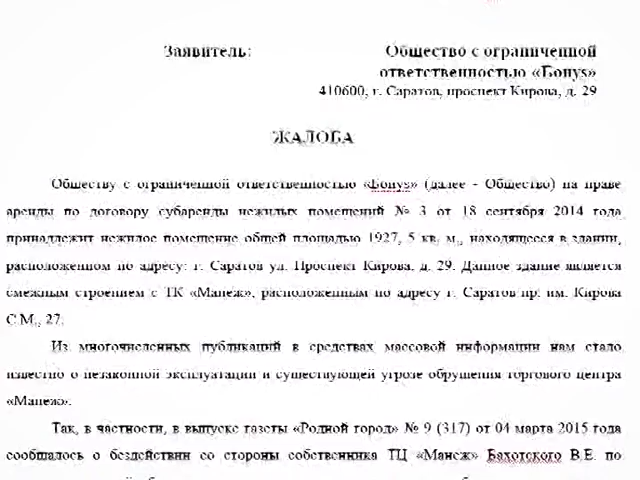 Заявитель: Общество с ограниченной
ответственностью «Бонуs»
410600, г. Саратов, проспект Кирова, д. 29
ЖАЛОБА
Обществу с ограниченной ответственностью «Бонуs» (далее - Общество) на праве
аренды по договору субаренды нежилых помещений № 3 от 18 сентября 2014 года
принадлежит нежилое помещение общей площадью 1927, 5 кв. м., находящееся в здании,
расположенном по адресу: г. Саратов ул. Проспект Кирова, д. 29. Данное здание является
смежным строением с ТК «Манеж», расположенным по адресу г. Саратов пр. им. Кирова
С.М., 27.
Из многочисленных публикаций в средствах массовой информации нам стало
известно о незаконной эксплуатации и существующей угрозе обрушения торгового центра
«Манеж».
Так, в частности, в выпуске газеты «Родной город» № 9 (317) от 04 марта 2015 года
сообщалось о бездействии со стороны собственника ТЦ «Манеж» Бахотского В.Е. по